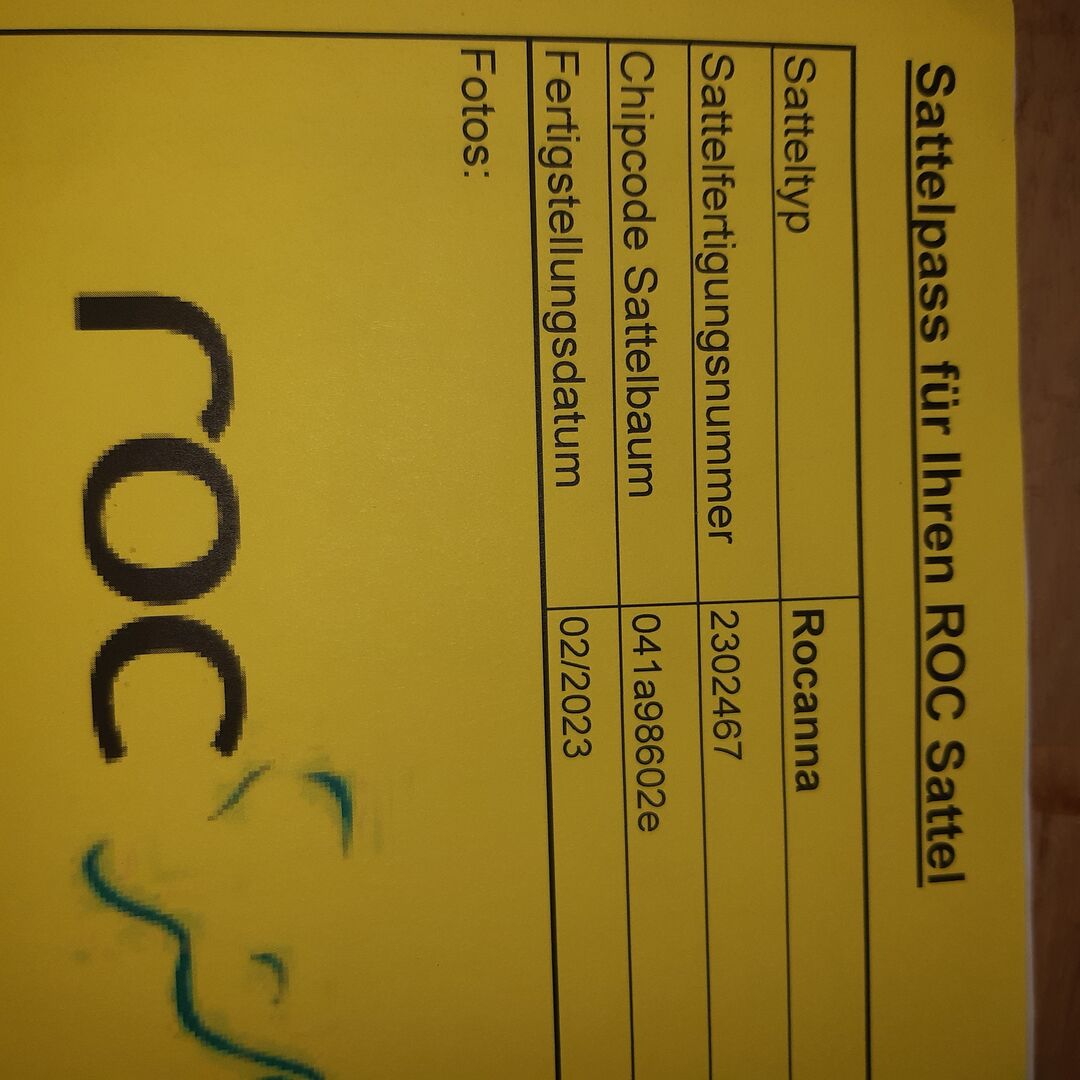 Sattelpass für Ihren ROC Sattel
Satteltyp Rocanna
Sattelfertigungsnummer 2302467
Chipcode Sattelbaum 041a98602e
Fertigstellungsdatum 02/2023
Fotos:
roc